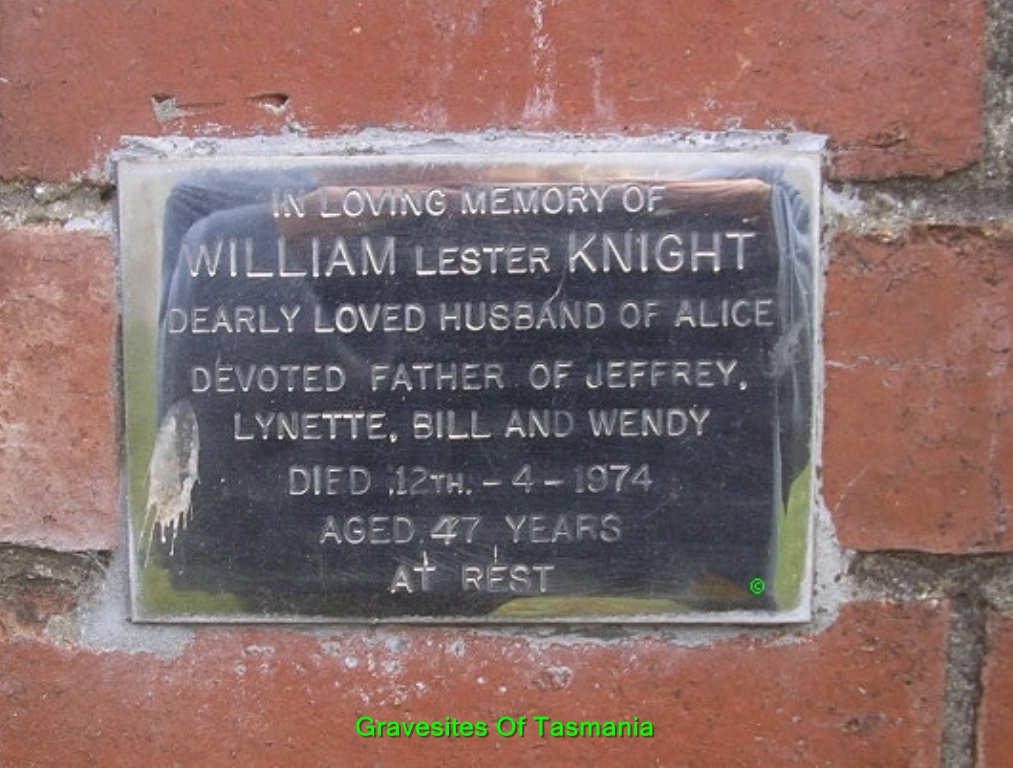 IN LOVING MEMORY OF
WILLIAM LESTER KNIGHT
DEARLY LOVED HUSBAND OF ALICE
DEVOTED FATHER OF JEFFREY,
LYNETTE, BILL AND WENDY
DIED 12TH. - 4 - 1974
AGED 47 YEARS
AT REST
©
Gravesites Of Tasmania